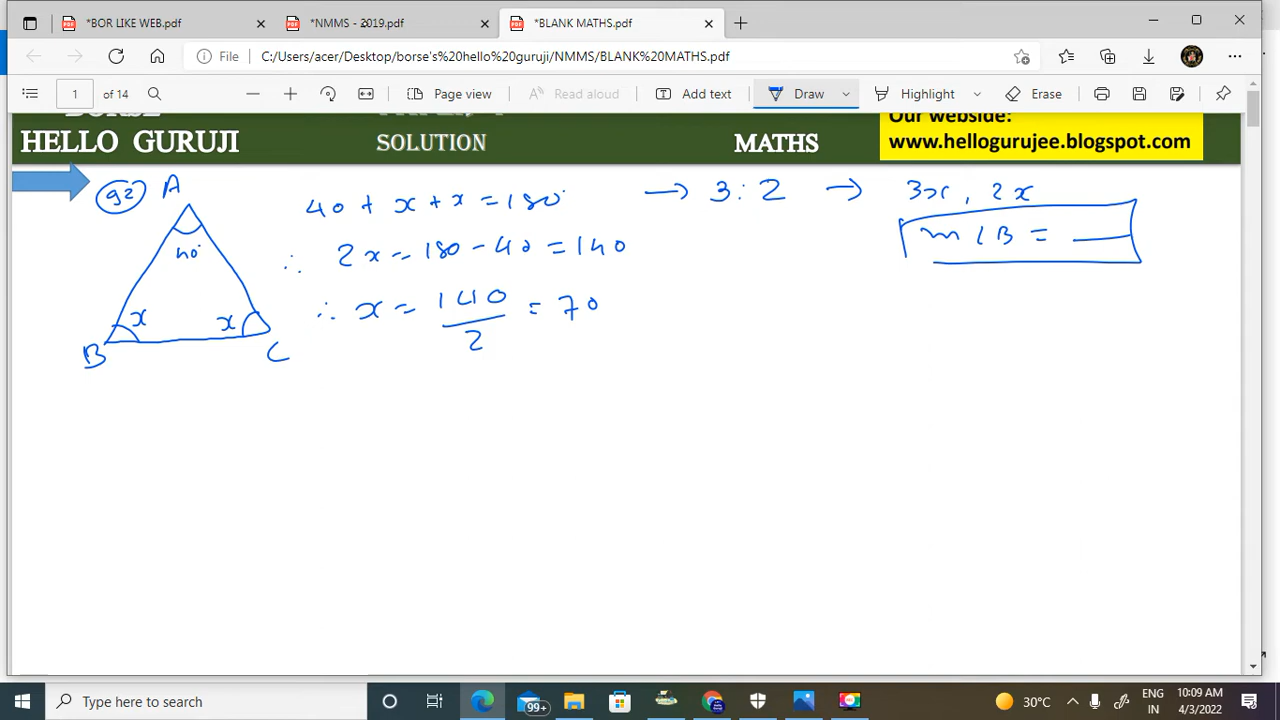 *BOR LIKE WEB.pdf
*NMMS - 2019.pdf
*BLANK MATHS.pdf
File C:/Users/acer/Desktop/borse's%20hello%20guruji/NMMS/BLANK%20MATHS.pdf
1 of 14
Page view
Read aloud
Add text
Draw
Highlight
Erase
HELLO GURUJI
SOLUTION
MATHS
Our webside:
www.hellogurujee.blogspot.com
92
A
40°
x x
B C
40 + x + x = 180°
∴ 2x = 180 - 40 = 140
∴ x = 140/2 = 70
→ 3:2 → 3x, 2x
m∠B = ___
Type here to search
99+
30°C
ENG
IN
10:09 AM
4/3/2022